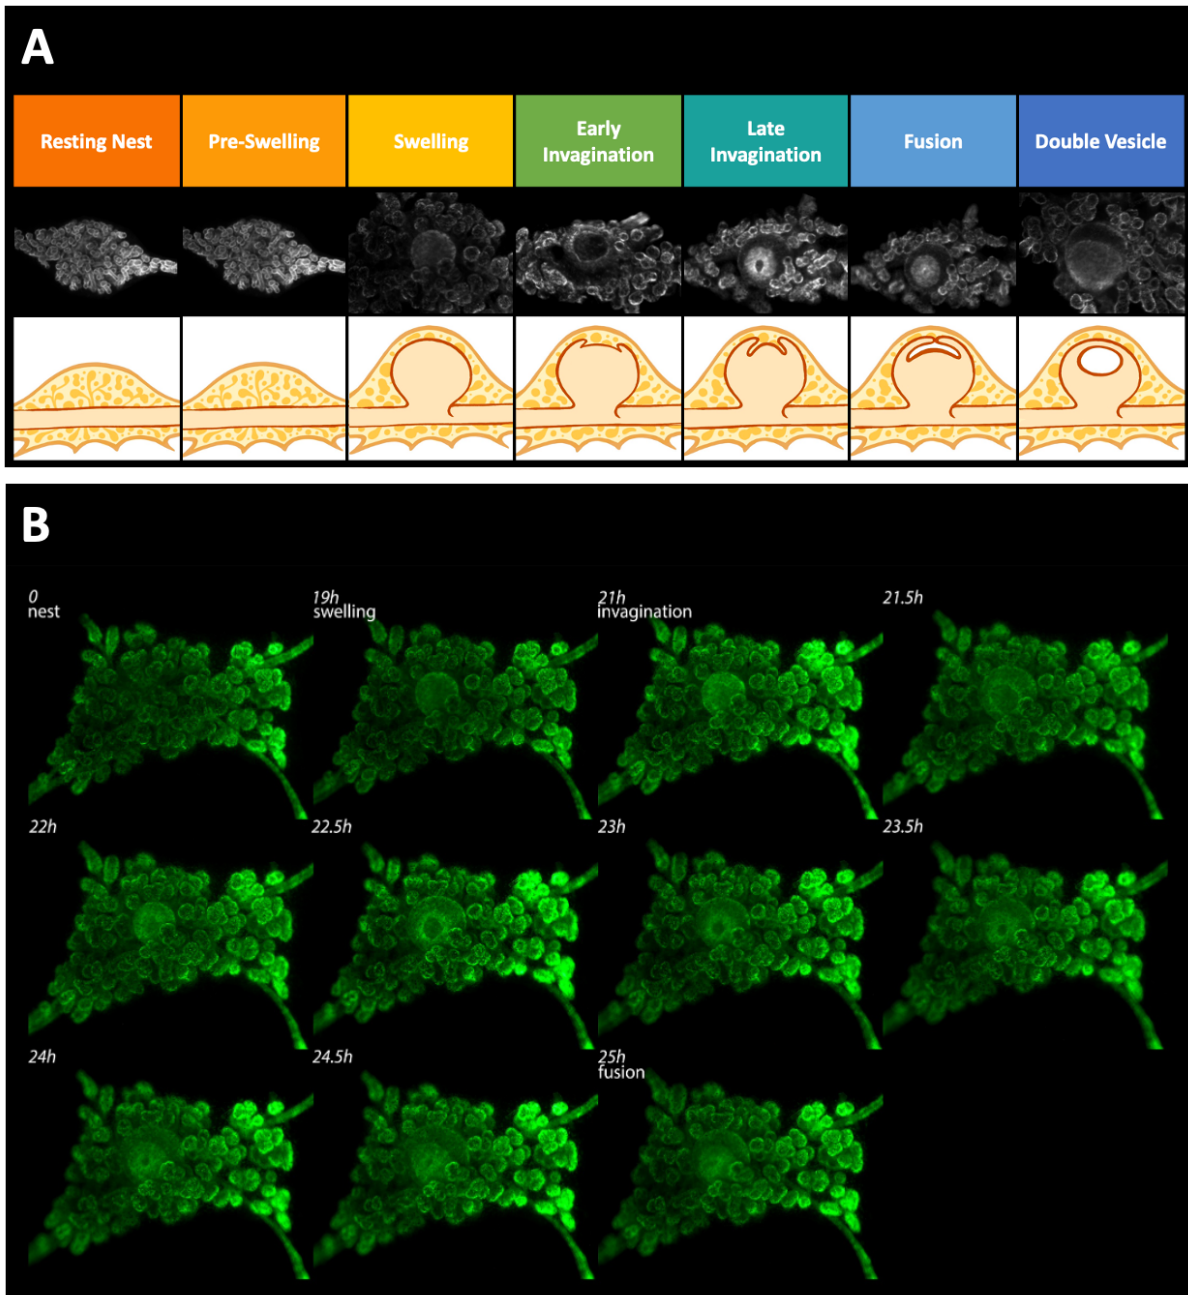 A
Resting Nest
Pre-Swelling
Swelling
Early
Invagination
Late
Invagination
Fusion
Double Vesicle
B
0
nest
19h
swelling
21h
invagination
21.5h
22h
22.5h
23h
23.5h
24h
24.5h
25h
fusion